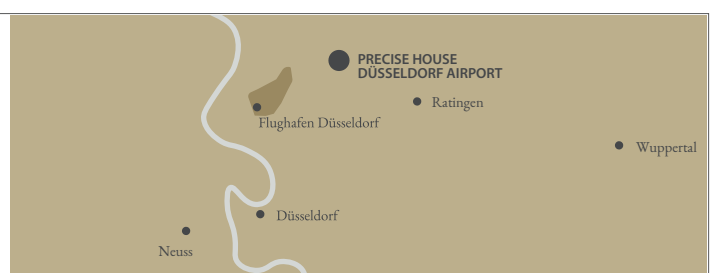 PRECISE HOUSE
DÜSSELDORF AIRPORT
Ratingen
Flughafen Düsseldorf
Wuppertal
Düsseldorf
Neuss